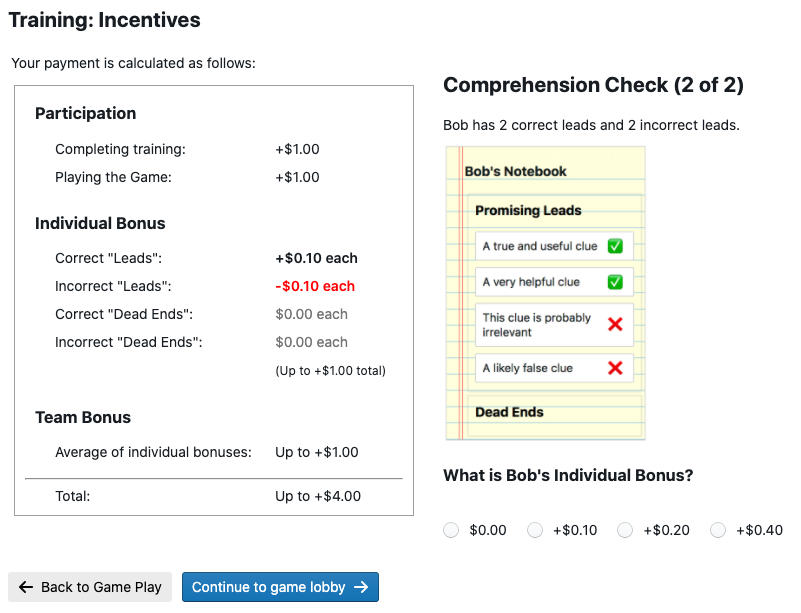 Training: Incentives
Your payment is calculated as follows:
Participation
Completing training: +$1.00
Playing the Game: +$1.00
Individual Bonus
Correct "Leads": +$0.10 each
Incorrect "Leads": -$0.10 each
Correct "Dead Ends": $0.00 each
Incorrect "Dead Ends": $0.00 each
(Up to +$1.00 total)
Team Bonus
Average of individual bonuses: Up to +$1.00
Total: Up to +$4.00
Comprehension Check (2 of 2)
Bob has 2 correct leads and 2 incorrect leads.
Bob's Notebook
Promising Leads
A true and useful clue
A very helpful clue
This clue is probably
irrelevant
A likely false clue
Dead Ends
What is Bob's Individual Bonus?
$0.00 +$0.10 +$0.20 +$0.40
← Back to Game Play
Continue to game lobby →